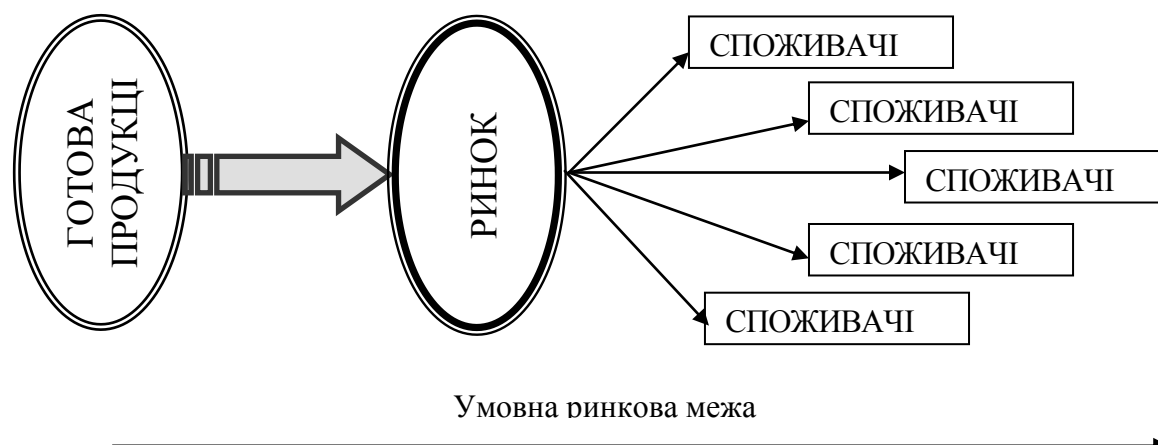 ГОТОВА
ПРОДУКЦІ
РИНОК
СПОЖИВАЧІ
СПОЖИВАЧІ
СПОЖИВАЧІ
СПОЖИВАЧІ
СПОЖИВАЧІ
Умовна ринкова межа